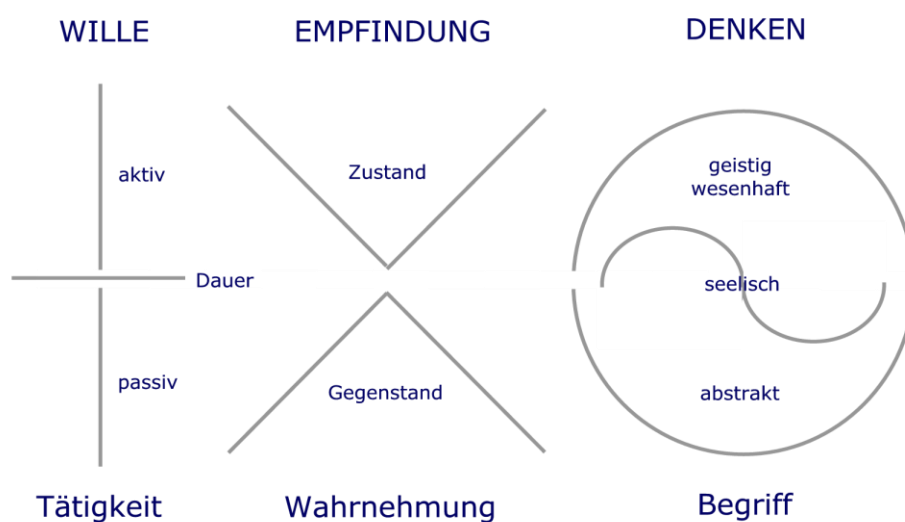 WILLE
EMPFINDUNG
DENKEN
aktiv
Zustand
geistig
wesenhaft
Dauer
seelisch
passiv
Gegenstand
abstrakt
Tätigkeit
Wahrnehmung
Begriff